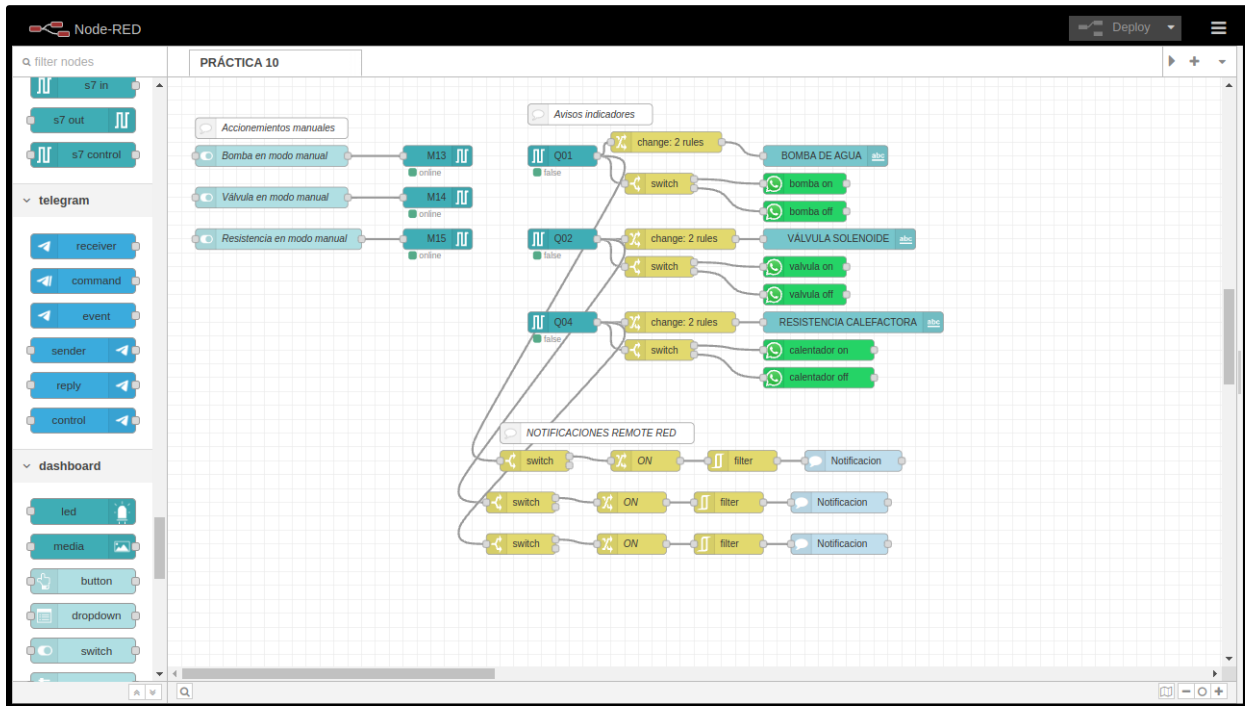 Node-RED
Deploy
filter nodes
PRÁCTICA 10
s7 in
s7 out
s7 control
telegram
receiver
command
event
sender
reply
control
dashboard
led
media
button
dropdown
switch
Accionemientos manuales
Bomba en modo manual
M13
online
Válvula en modo manual
M14
online
Resistencia en modo manual
M15
online
Avisos indicadores
Q01
false
change: 2 rules
BOMBA DE AGUA
abc
switch
bomba on
bomba off
Q02
false
change: 2 rules
VÁLVULA SOLENOIDE
abc
switch
valvula on
valvula off
Q04
false
change: 2 rules
RESISTENCIA CALEFACTORA
abc
switch
calentador on
calentador off
NOTIFICACIONES REMOTE RED
switch
ON
filter
Notificacion
switch
ON
filter
Notificacion
switch
ON
filter
Notificacion